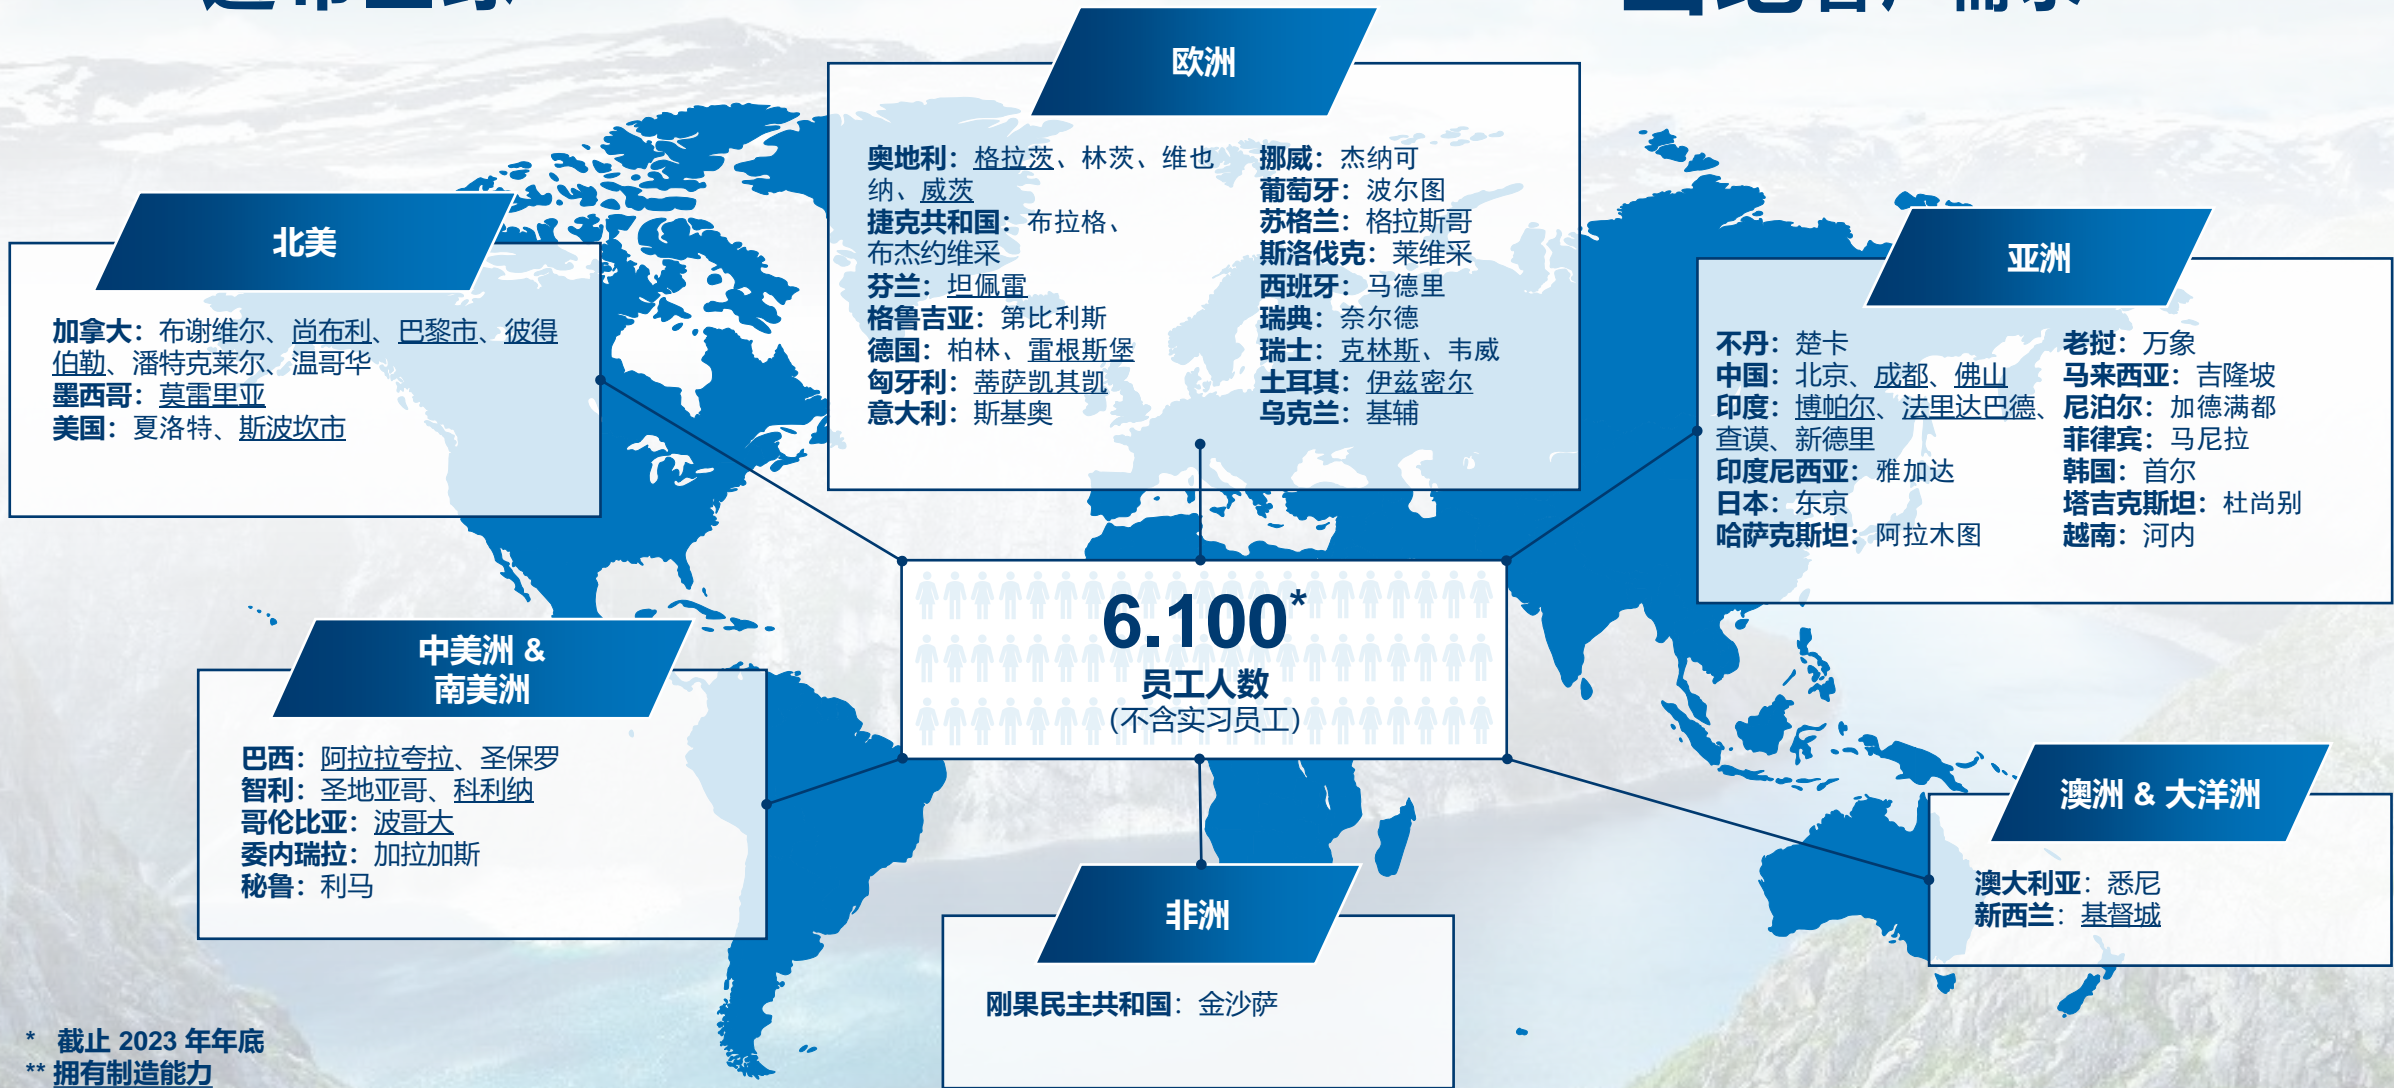 欧洲
奥地利：格拉茨、林茨、维也
纳、威茨
捷克共和国：布拉格、
布杰约维采
芬兰：坦佩雷
格鲁吉亚：第比利斯
德国：柏林、雷根斯堡
匈牙利：蒂萨凯其凯
意大利：斯基奥
挪威：杰纳可
葡萄牙：波尔图
苏格兰：格拉斯哥
斯洛伐克：莱维采
西班牙：马德里
瑞典：奈尔德
瑞士：克林斯、韦威
土耳其：伊兹密尔
乌克兰：基辅
北美
加拿大：布谢维尔、尚布利、巴黎市、彼得
伯勒、潘特克莱尔、温哥华
墨西哥：莫雷里亚
美国：夏洛特、斯波坎市
亚洲
不丹：楚卡
中国：北京、成都、佛山
印度：博帕尔、法里达巴德、
查谟、新德里
印度尼西亚：雅加达
日本：东京
哈萨克斯坦：阿拉木图
老挝：万象
马来西亚：吉隆坡
尼泊尔：加德满都
菲律宾：马尼拉
韩国：首尔
塔吉克斯坦：杜尚别
越南：河内
6.100*
员工人数
(不含实习员工)
中美洲 &
南美洲
巴西：阿拉拉夸拉、圣保罗
智利：圣地亚哥、科利纳
哥伦比亚：波哥大
委内瑞拉：加拉加斯
秘鲁：利马
澳洲 & 大洋洲
澳大利亚：悉尼
新西兰：基督城
非洲
刚果民主共和国：金沙萨
* 截止 2023 年年底
** 拥有制造能力